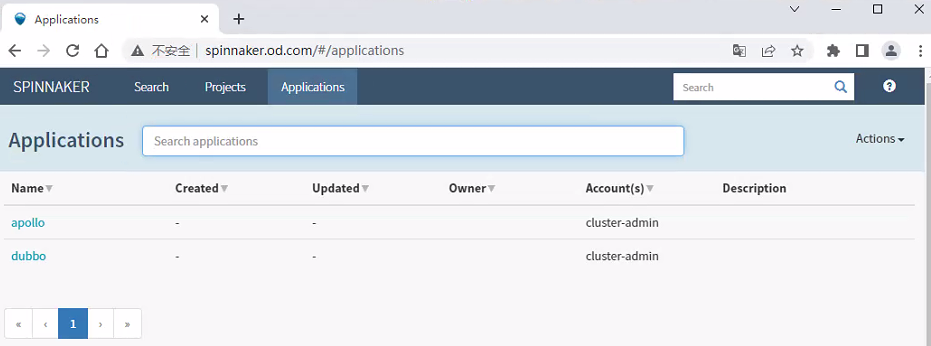 Applications
不安全 spinnaker.od.com/#/applications
SPINNAKER Search Projects Applications Search
Applications Search applications Actions
Name Created Updated Owner Account(s) Description
apollo - - cluster-admin
dubbo - - cluster-admin
« ‹ 1 › »